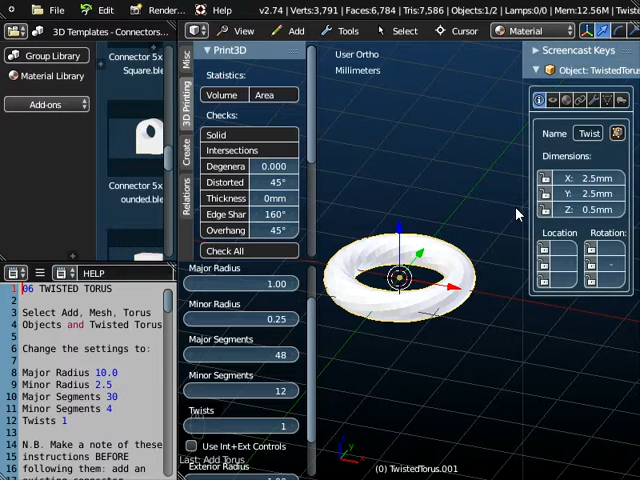 File
Render
Help
v2.74 | Verts:3,791 | Faces:6,784 | Tris:7,586 | Objects:1/2 | Lamps:0/0 | Mem:12.56M | Twiste
3D Templates - Connectors...
View
Add
Tools
Select
Cursor
Material
Group Library
Material Library
Add-ons
Connector 5x
Square.ble
Connector 5x
ounded.blen
Misc
3D Printing
Create
Relations
Print3D
Statistics:
Volume
Area
Checks:
Solid
Intersections
Degenera 0.000
Distorted 45°
Thickness 0mm
Edge Shar 160°
Overhang 45°
Check All
Major Radius
1.00
Minor Radius
0.25
Major Segments
48
Minor Segments
12
Twists
1
Use Int+Ext Controls
Last: Add Torus
Exterior Radius
User Ortho
Millimeters
(0) TwistedTorus.001
Screencast Keys
Object: TwistedTorus
Name Twist
Dimensions:
X: 2.5mm
Y: 2.5mm
Z: 0.5mm
Location
Rotation:
HELP
1 06 TWISTED TORUS
2
3 Select Add, Mesh, Torus
4 Objects and Twisted Torus
5
6 Change the settings to:
7
8 Major Radius 10.0
9 Minor Radius 2.5
10 Major Segments 30
11 Minor Segments 4
12 Twists 1
13
14 N.B. Make a note of these
15 instructions BEFORE
16 following them: add an